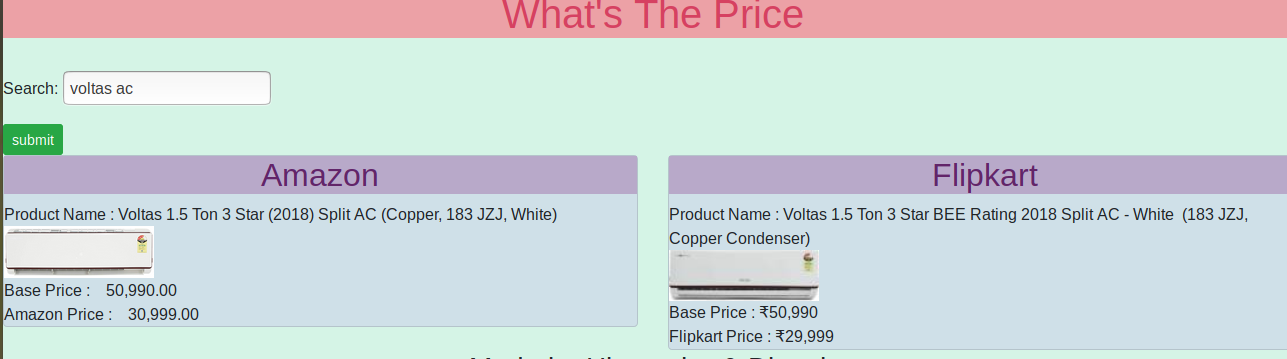 What's The Price
Search: voltas ac
submit
Amazon
Product Name : Voltas 1.5 Ton 3 Star (2018) Split AC (Copper, 183 JZJ, White)
Base Price : 50,990.00
Amazon Price : 30,999.00
Flipkart
Product Name : Voltas 1.5 Ton 3 Star BEE Rating 2018 Split AC - White (183 JZJ,
Copper Condenser)
Base Price : ₹50,990
Flipkart Price : ₹29,999